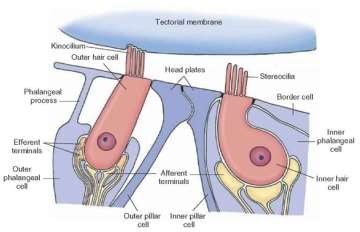 Tectorial membrane
Kinocilium
Outer hair cell
Head plates
Stereocilia
Phalangeal
process
Border cell
Efferent
terminals
Inner
phalangeal
cell
Outer
phalangeal
cell
Afferent
terminals
Inner hair
cell
Outer pillar
cell
Inner pillar
cell